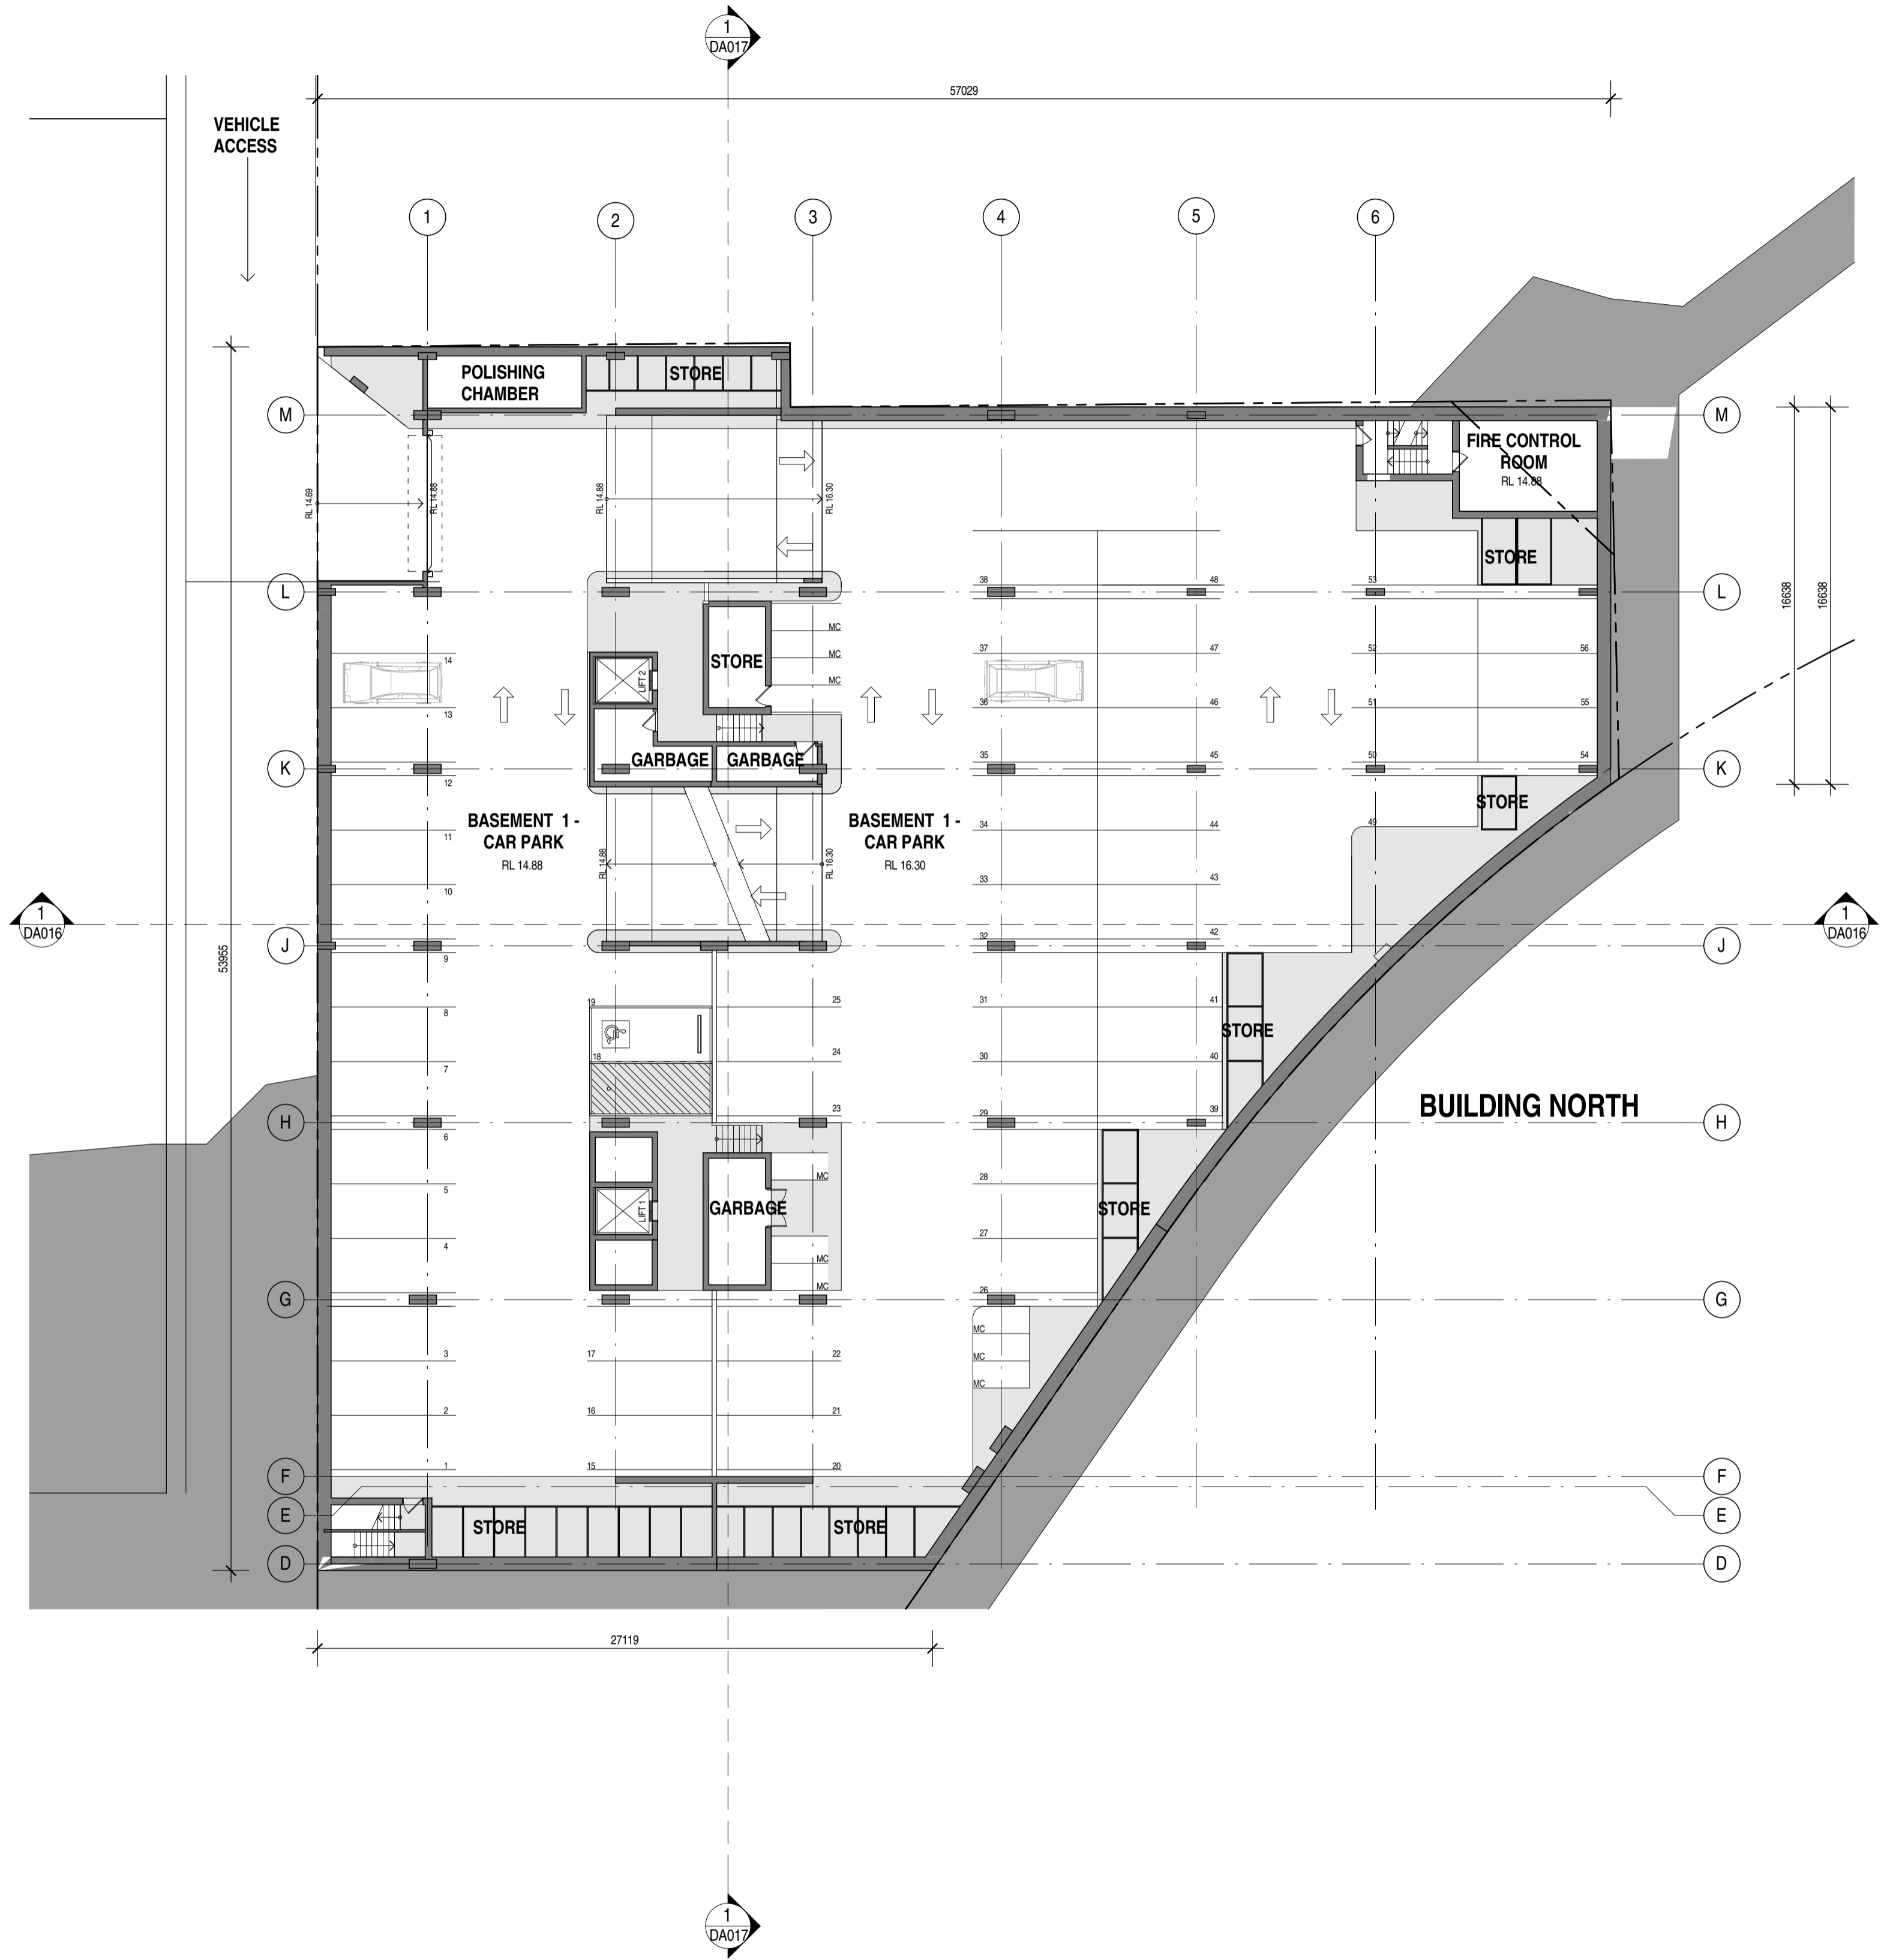 1
DA017
57029
VEHICLE
ACCESS
1
2
3
4
5
6
POLISHING
CHAMBER
STORE
M
M
FIRE CONTROL
ROOM
RL 14.88
RL 14.69
RL 14.88
RL 14.88
RL 16.30
STORE
16638
16638
L
38
48
53
L
MC
14
STORE
MC
37
47
52
56
LIFT 2
MC
13
36
46
51
55
GARBAGE
GARBAGE
K
35
45
50
54
K
12
STORE
BASEMENT 1 -
CAR PARK
RL 14.88
BASEMENT 1 -
CAR PARK
RL 16.30
11
34
44
49
RL 14.88
RL 16.30
10
33
43
1
DA016
1
DA016
53955
J
32
42
J
9
19
25
31
41
8
STORE
18
24
30
40
7
BUILDING NORTH
23
29
39
H
H
6
MC
28
5
LIFT 1
GARBAGE
STORE
4
27
MC
MC
26
G
G
MC
3
17
22
MC
MC
2
16
21
1
15
20
F
F
E
STORE
STORE
E
D
D
27119
1
DA017